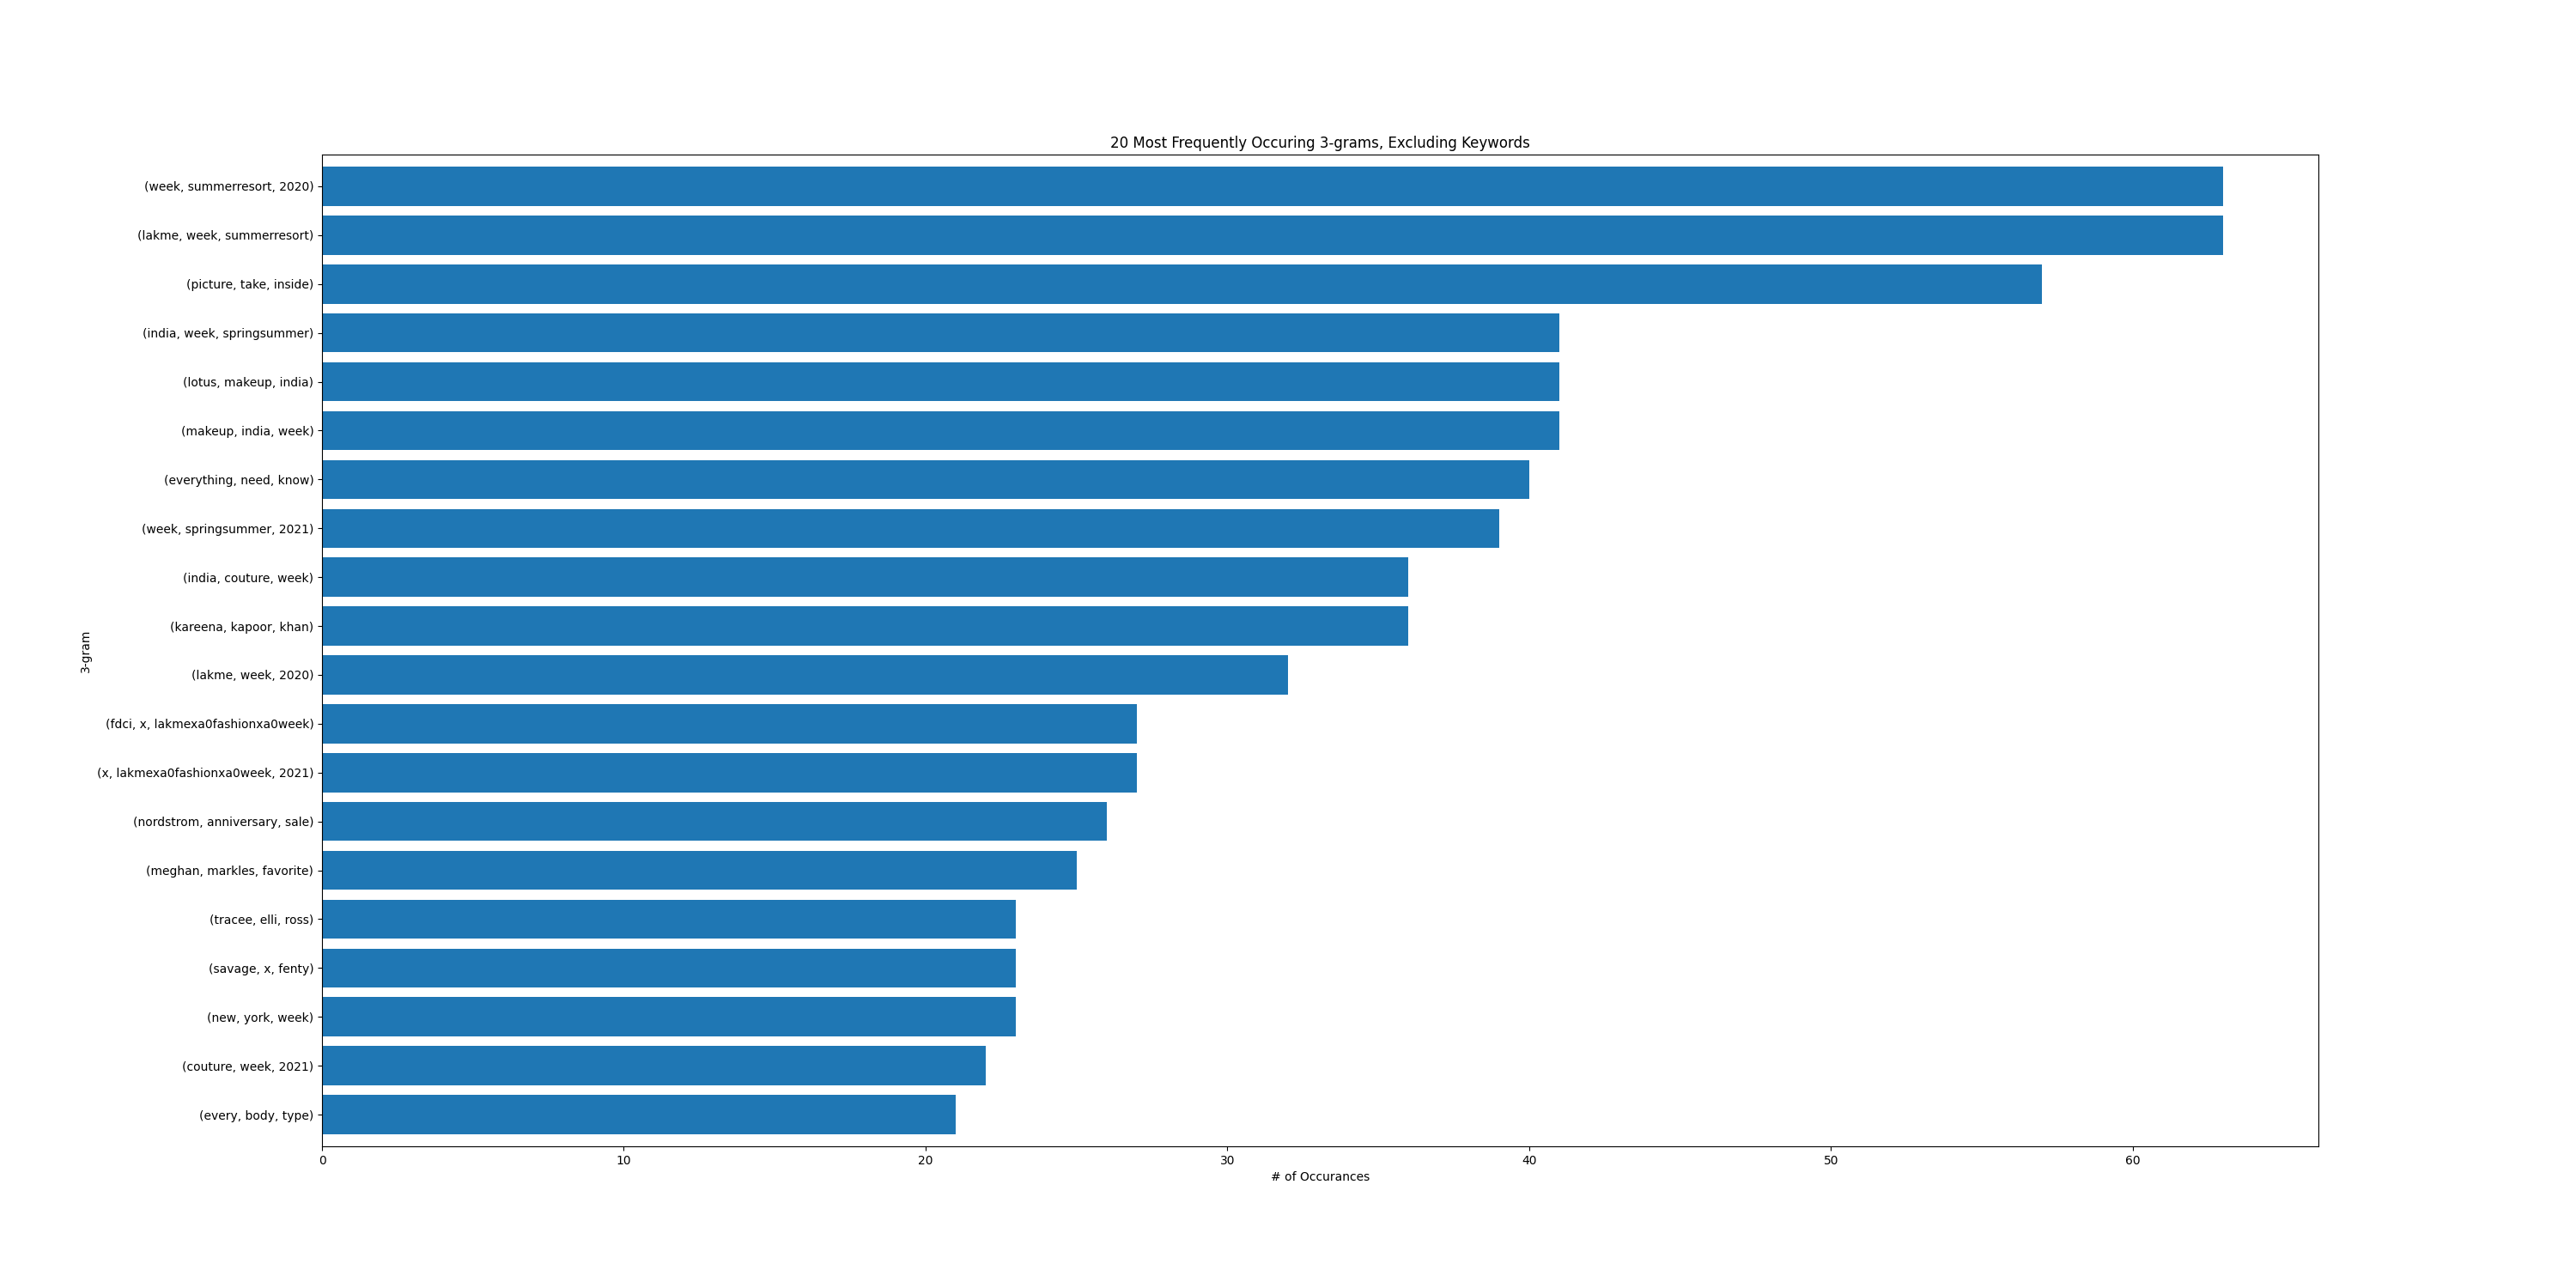 20 Most Frequently Occuring 3-grams, Excluding Keywords
(week, summerresort, 2020)
(lakme, week, summerresort)
(picture, take, inside)
(india, week, springsummer)
(lotus, makeup, india)
(makeup, india, week)
(everything, need, know)
(week, springsummer, 2021)
(india, couture, week)
(kareena, kapoor, khan)
(lakme, week, 2020)
(fdci, x, lakmexa0fashionxa0week)
(x, lakmexa0fashionxa0week, 2021)
(nordstrom, anniversary, sale)
(meghan, markles, favorite)
(tracee, elli, ross)
(savage, x, fenty)
(new, york, week)
(couture, week, 2021)
(every, body, type)
3-gram
0 10 20 30 40 50 60
# of Occurances